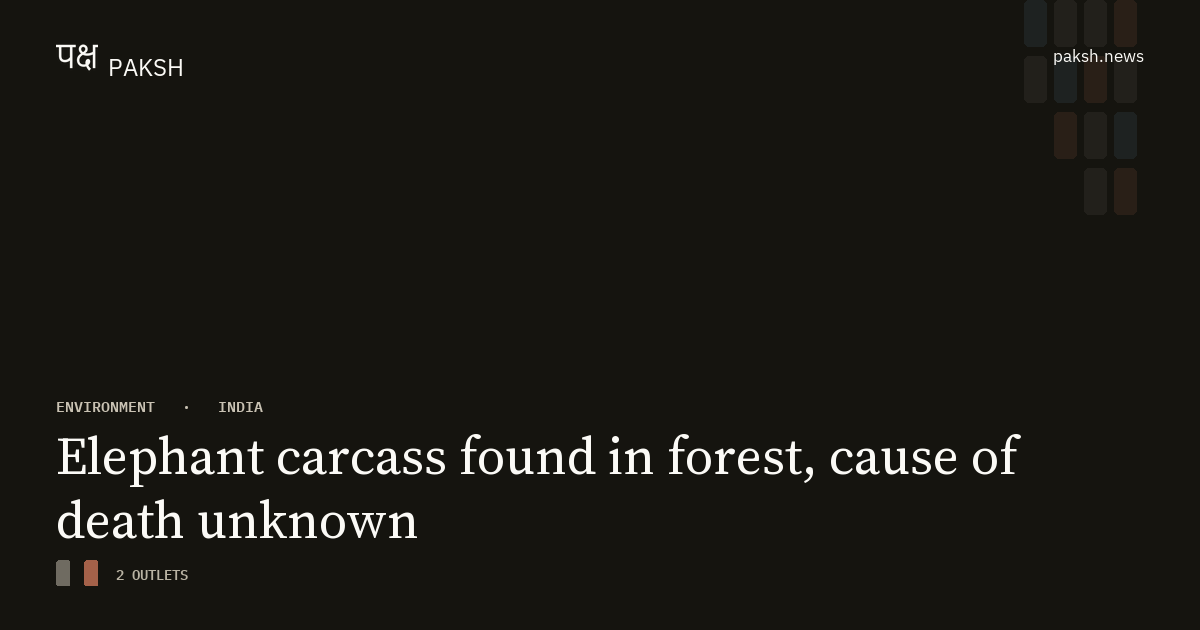 पक्ष PAKSH
paksh.news
ENVIRONMENT · INDIA
Elephant carcass found in forest, cause of
death unknown
2 OUTLETS